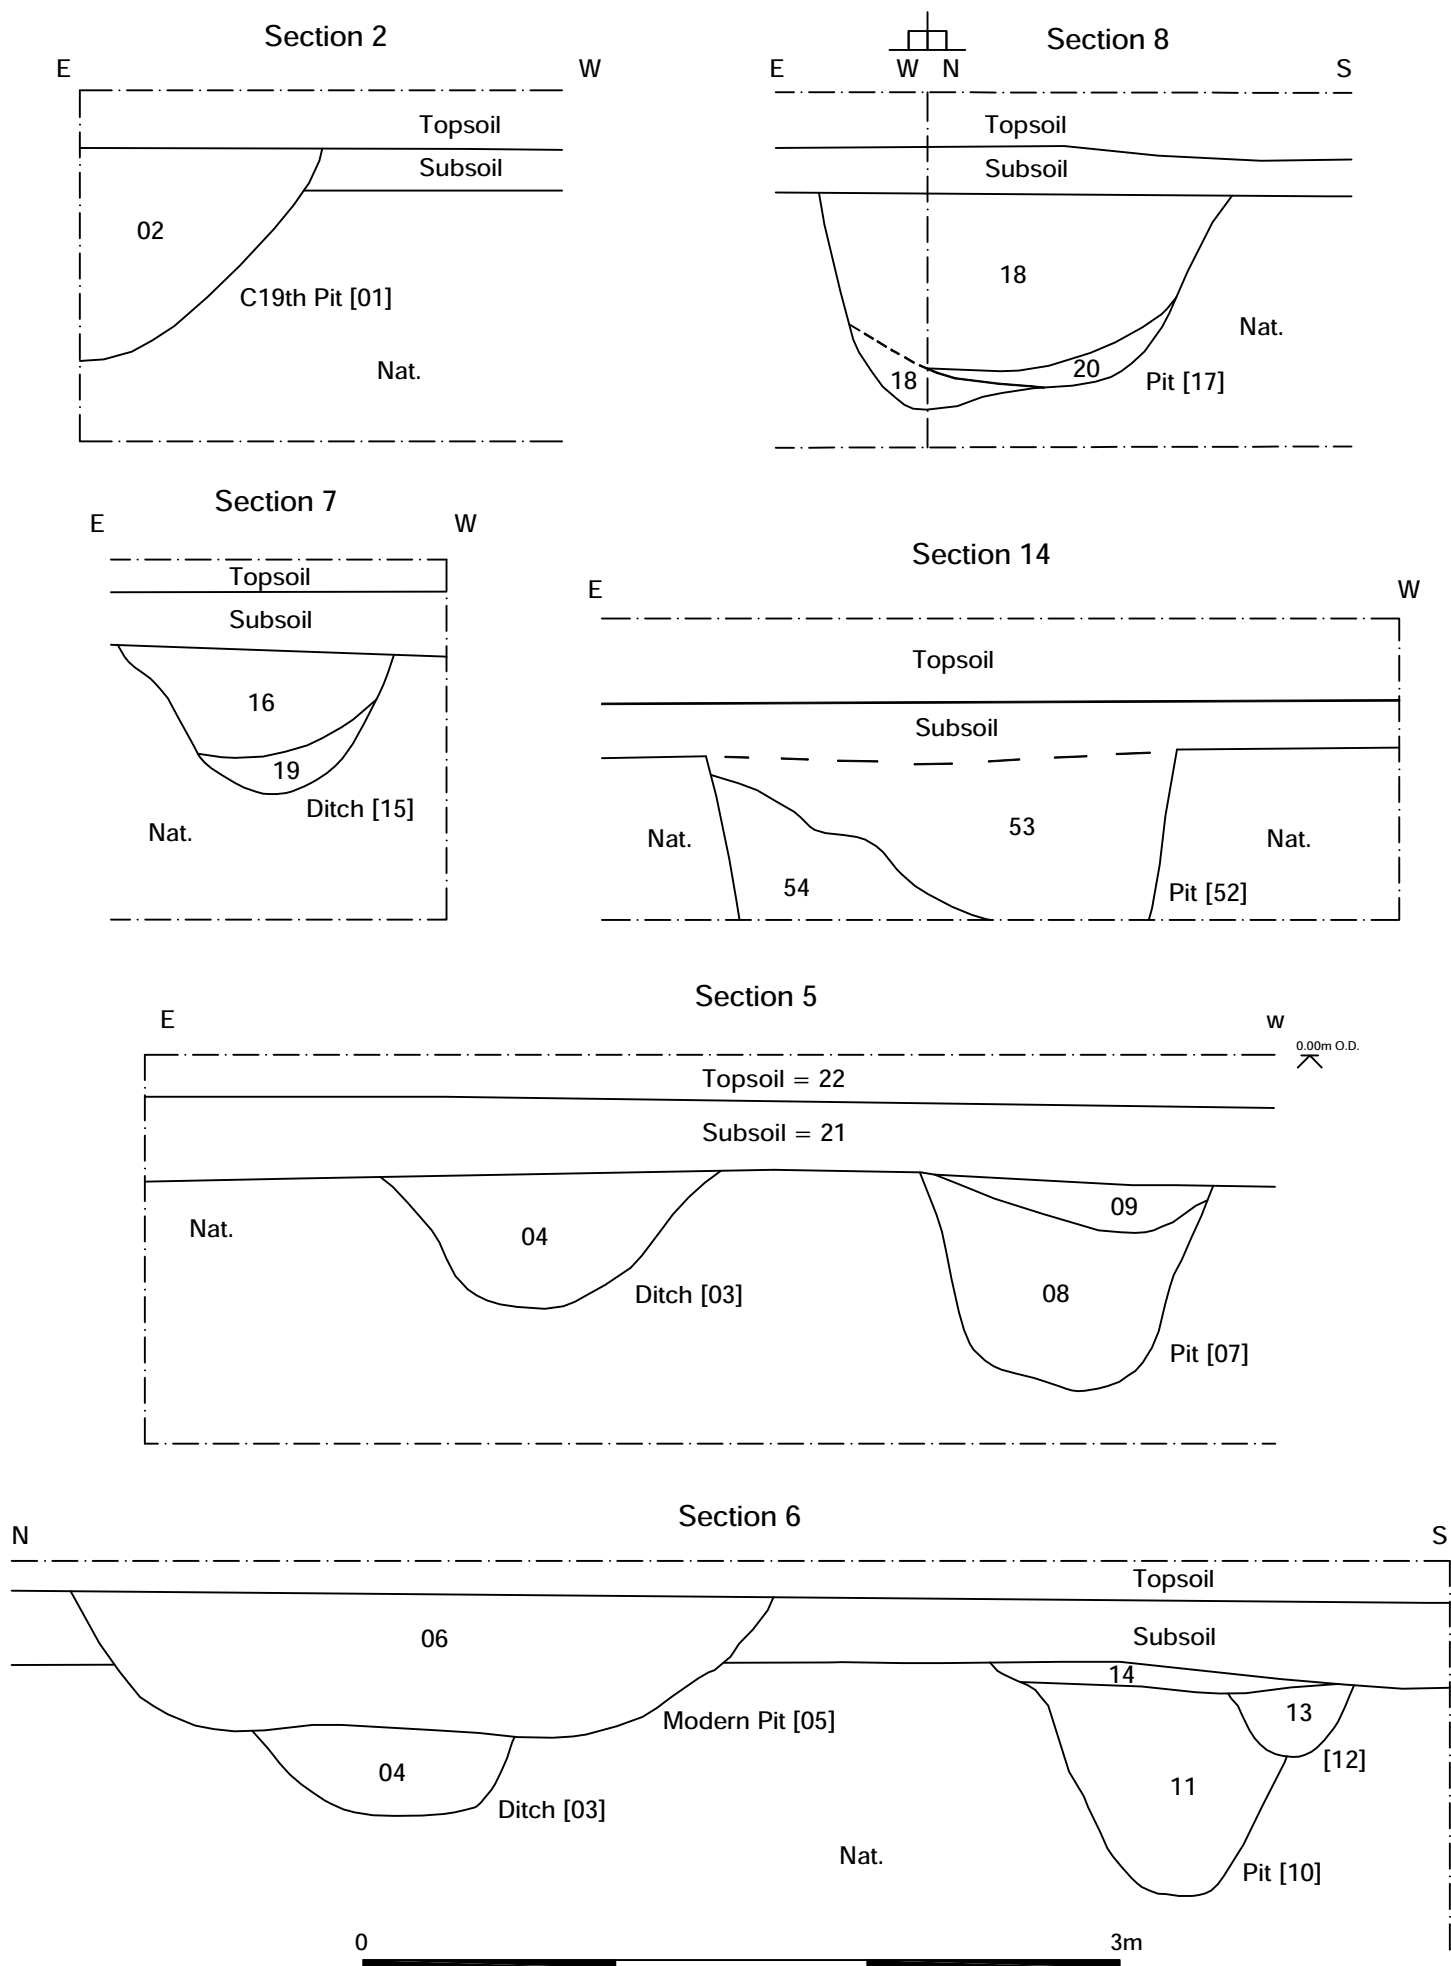 Section 2
E W
Topsoil
Subsoil
02
C19th Pit [01]
Nat.
Section 8
E W N S
Topsoil
Subsoil
18
Nat.
20
18
Pit [17]
Section 7
E W
Topsoil
Subsoil
16
19
Ditch [15]
Nat.
Section 14
E W
Topsoil
Subsoil
53
Nat.
Nat.
54
Pit [52]
Section 5
E w
0.00m O.D.
Topsoil = 22
Subsoil = 21
09
Nat.
04
08
Ditch [03]
Pit [07]
Section 6
N S
Topsoil
06
Subsoil
14
13
Modern Pit [05]
[12]
04
11
Ditch [03]
Nat.
Pit [10]
0 3m